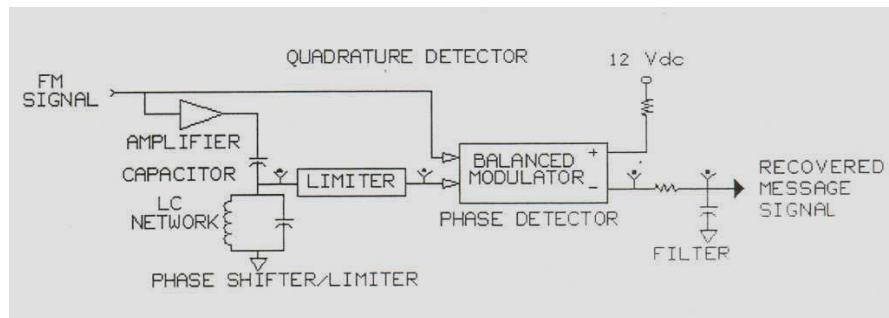 QUADRATURE DETECTOR
12 Vdc
FM
SIGNAL
AMPLIFIER
CAPACITOR
LIMITER
BALANCED
MODULATOR
+
-
RECOVERED
MESSAGE
SIGNAL
LC
NETWORK
PHASE DETECTOR
FILTER
PHASE SHIFTER/LIMITER